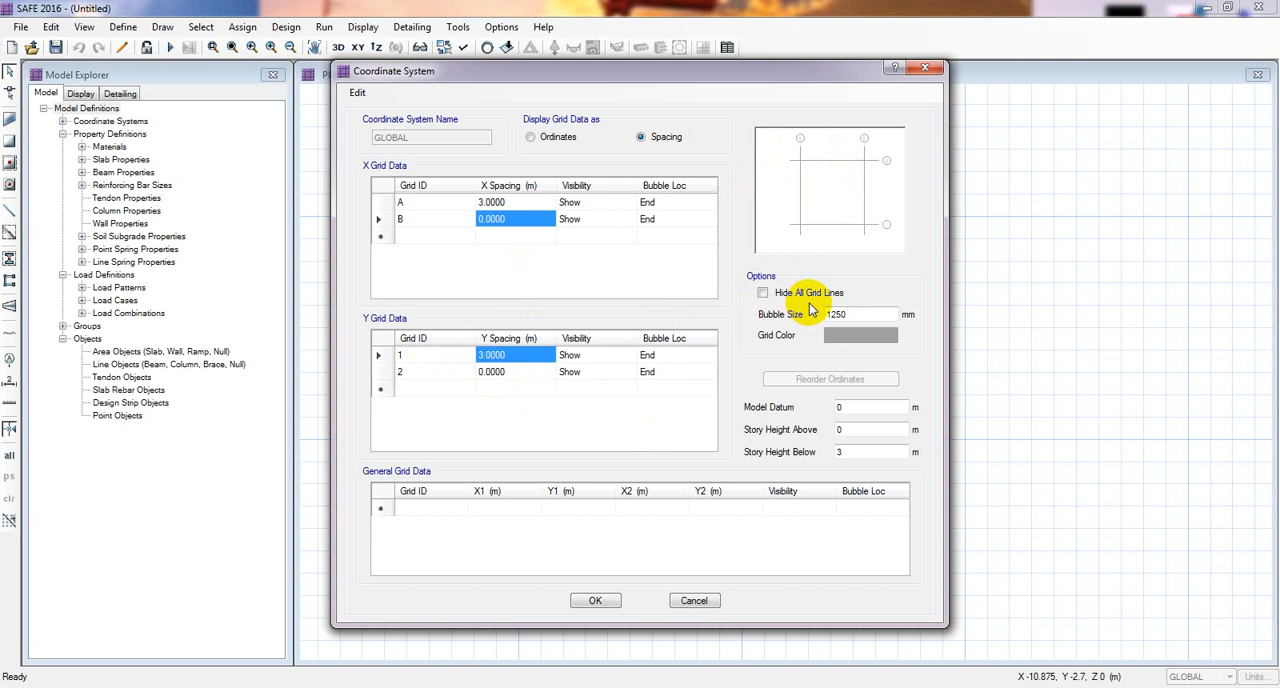 SAFE 2016 - (Untitled)
File Edit View Define Draw Select Assign Design Run Display Detailing Tools Options Help
3D XY
Model Explorer
Model Display Detailing
Model Definitions
Coordinate Systems
Property Definitions
Materials
Slab Properties
Beam Properties
Reinforcing Bar Sizes
Tendon Properties
Column Properties
Wall Properties
Soil Subgrade Properties
Point Spring Properties
Line Spring Properties
Load Definitions
Load Patterns
Load Cases
Load Combinations
Groups
Objects
Area Objects (Slab, Wall, Ramp, Null)
Line Objects (Beam, Column, Brace, Null)
Tendon Objects
Slab Rebar Objects
Design Strip Objects
Point Objects
all
ps
clr
Coordinate System
Edit
Coordinate System Name
GLOBAL
Display Grid Data as
Ordinates Spacing
X Grid Data
Grid ID X Spacing (m) Visibility Bubble Loc
A 3.0000 Show End
B 0.0000 Show End
Y Grid Data
Grid ID Y Spacing (m) Visibility Bubble Loc
1 3.0000 Show End
2 0.0000 Show End
Options
Hide All Grid Lines
Bubble Size 1250 mm
Grid Color
Reorder Ordinates
Model Datum 0 m
Story Height Above 0 m
Story Height Below 3 m
General Grid Data
Grid ID X1 (m) Y1 (m) X2 (m) Y2 (m) Visibility Bubble Loc
OK Cancel
Ready
X -10.875, Y -2.7, Z 0 (m) GLOBAL Units...